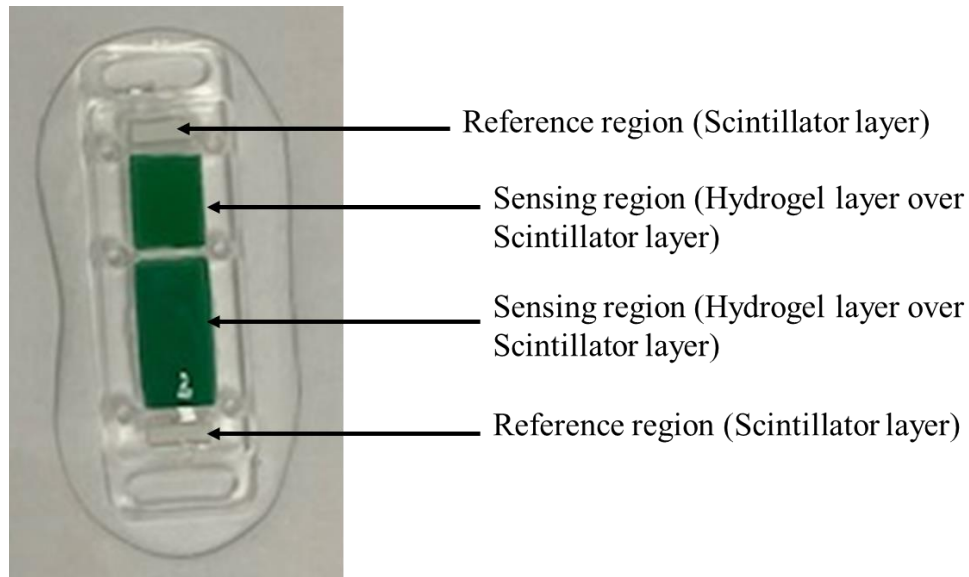 Reference region (Scintillator layer)
Sensing region (Hydrogel layer over
Scintillator layer)
Sensing region (Hydrogel layer over
Scintillator layer)
2
Reference region (Scintillator layer)